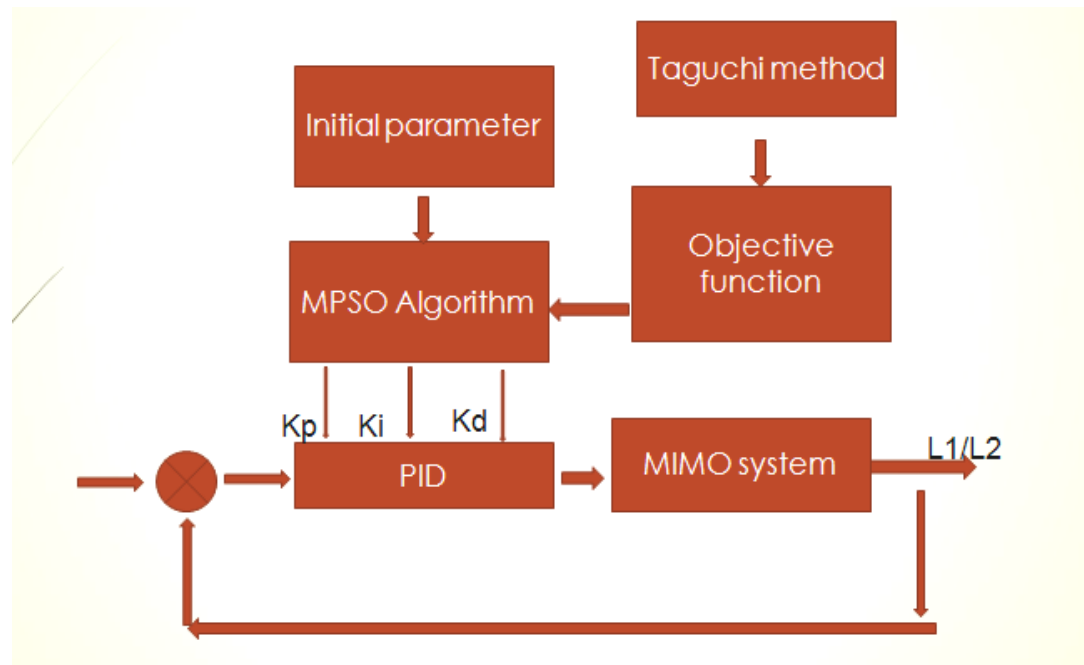 Taguchi method
Initial parameter
Objective
function
MPSO Algorithm
Kp
Ki
Kd
PID
MIMO system
L1/L2